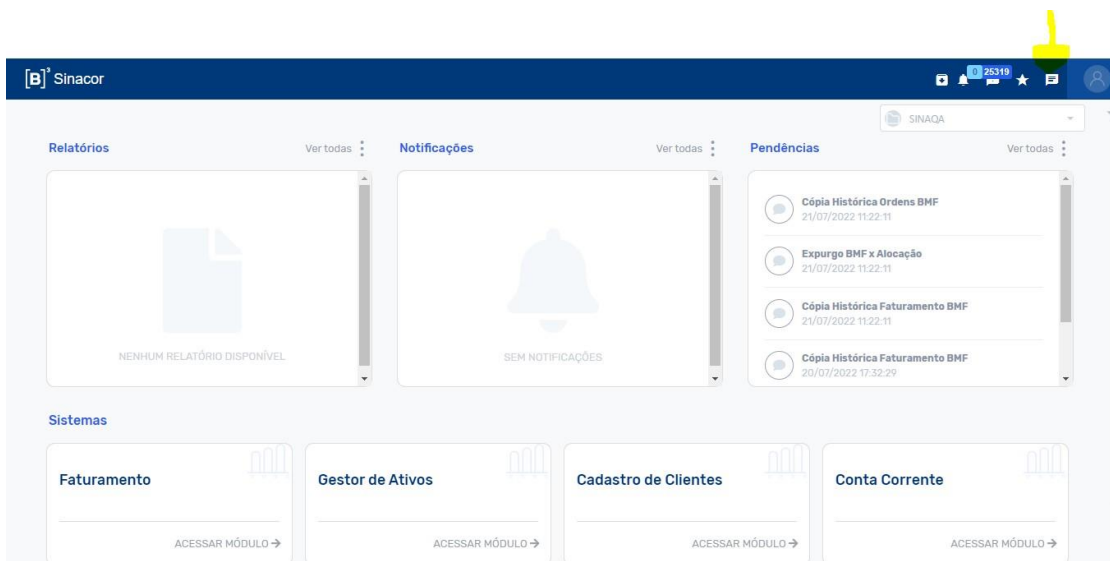 [B]³ Sinacor
0 25319
SINAQA
Relatórios Ver todas
Notificações Ver todas
Pendências Ver todas
NENHUM RELATÓRIO DISPONÍVEL
SEM NOTIFICAÇÕES
Cópia Histórica Ordens BMF
21/07/2022 11:22:11
Expurgo BMF x Alocação
21/07/2022 11:22:11
Cópia Histórica Faturamento BMF
21/07/2022 11:22:11
Cópia Histórica Faturamento BMF
20/07/2022 17:32:29
Sistemas
Faturamento
ACESSAR MÓDULO
Gestor de Ativos
ACESSAR MÓDULO
Cadastro de Clientes
ACESSAR MÓDULO
Conta Corrente
ACESSAR MÓDULO